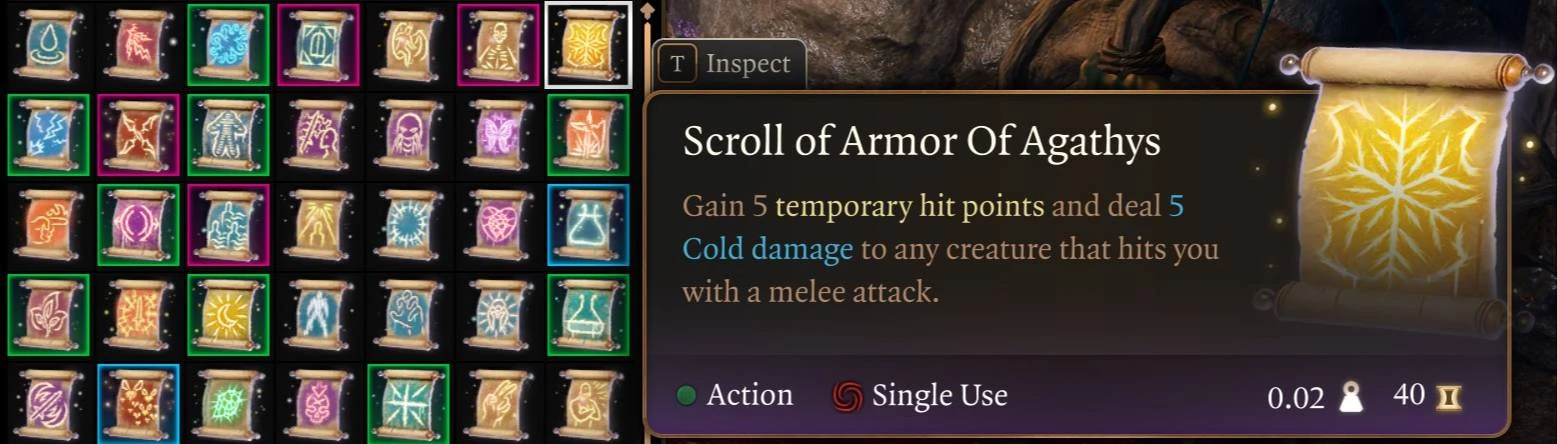 T Inspect
Scroll of Armor Of Agathys
Gain 5 temporary hit points and deal 5
Cold damage to any creature that hits you
with a melee attack.
Action Single Use 0.02 40